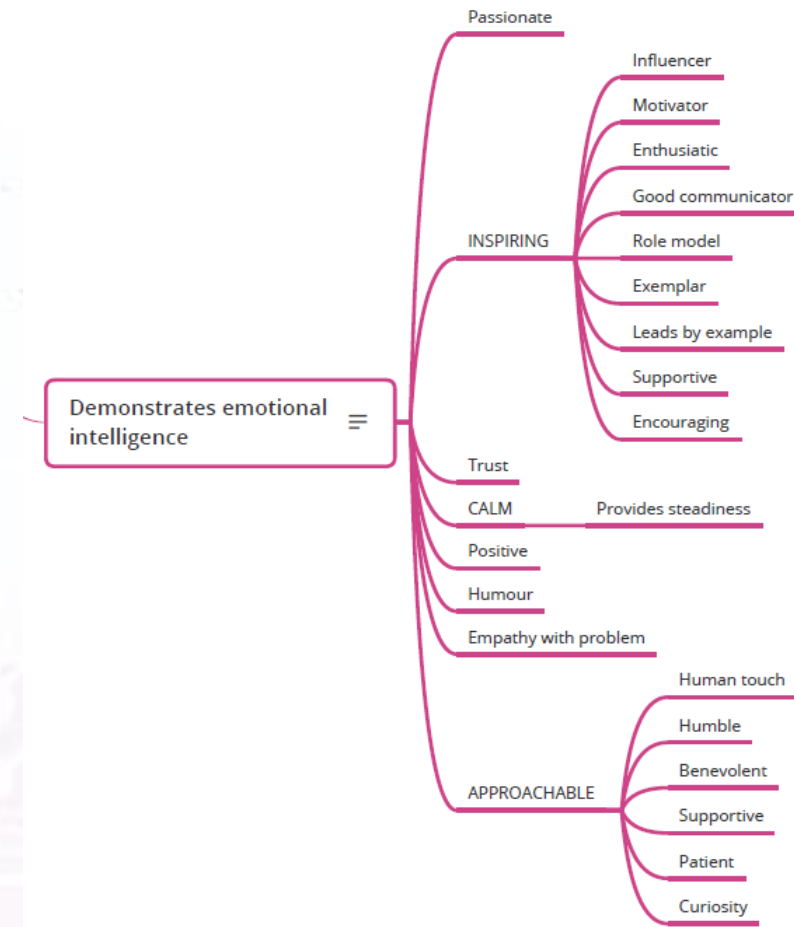 Demonstrates emotional
intelligence
Passionate
INSPIRING
Influencer
Motivator
Enthusiatic
Good communicator
Role model
Exemplar
Leads by example
Supportive
Encouraging
Trust
CALM
Provides steadiness
Positive
Humour
Empathy with problem
APPROACHABLE
Human touch
Humble
Benevolent
Supportive
Patient
Curiosity